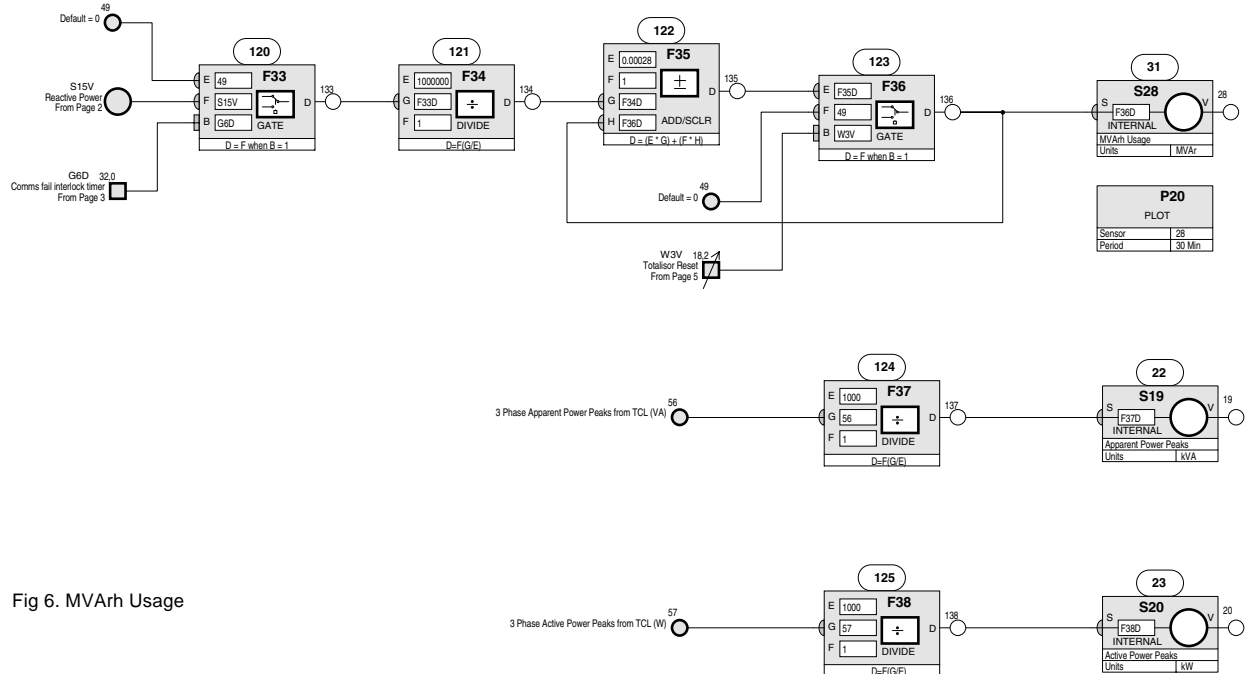 49
Default = 0
S15V
Reactive Power
From Page 2
G6D 32,0
Comms fail interlock timer
From Page 3
120
F33
E 49
F S15V
B G6D
D
GATE
D = F when B = 1
133
121
F34
E 1000000
G F33D
F 1
÷
D
DIVIDE
D=F(G/E)
134
122
F35
E 0.00028
F 1
G F34D
H F36D
±
D
ADD/SCLR
D = (E * G) + (F * H)
135
49
Default = 0
W3V 18,2
Totalisor Reset
From Page 5
123
F36
E F35D
F 49
B W3V
D
GATE
D = F when B = 1
136
31
S28
S F36D V
INTERNAL
MVArh Usage
Units MVAr
28
P20
PLOT
Sensor 28
Period 30 Min
56
3 Phase Apparent Power Peaks from TCL (VA)
124
F37
E 1000
G 56
F 1
÷
D
DIVIDE
D=F(G/E)
137
22
S19
S F37D V
INTERNAL
Apparent Power Peaks
Units kVA
19
Fig 6. MVArh Usage
57
3 Phase Active Power Peaks from TCL (W)
125
F38
E 1000
G 57
F 1
÷
D
DIVIDE
D=F(G/E)
138
23
S20
S F38D V
INTERNAL
Active Power Peaks
Units kW
20